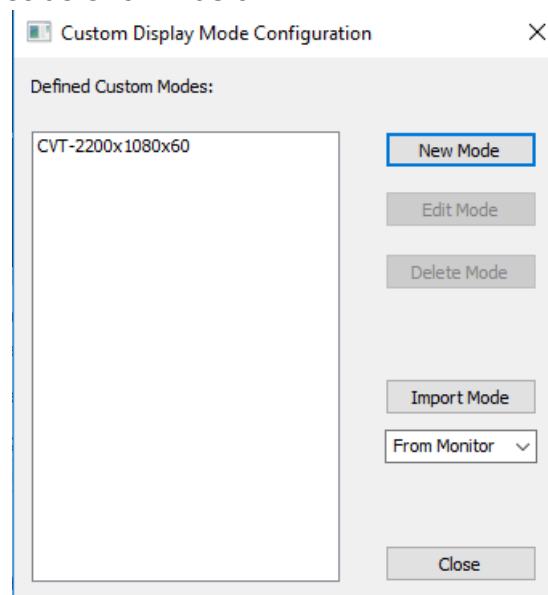 Custom Display Mode Configuration
Defined Custom Modes:
CVT-2200x1080x60
New Mode
Edit Mode
Delete Mode
Import Mode
From Monitor
Close